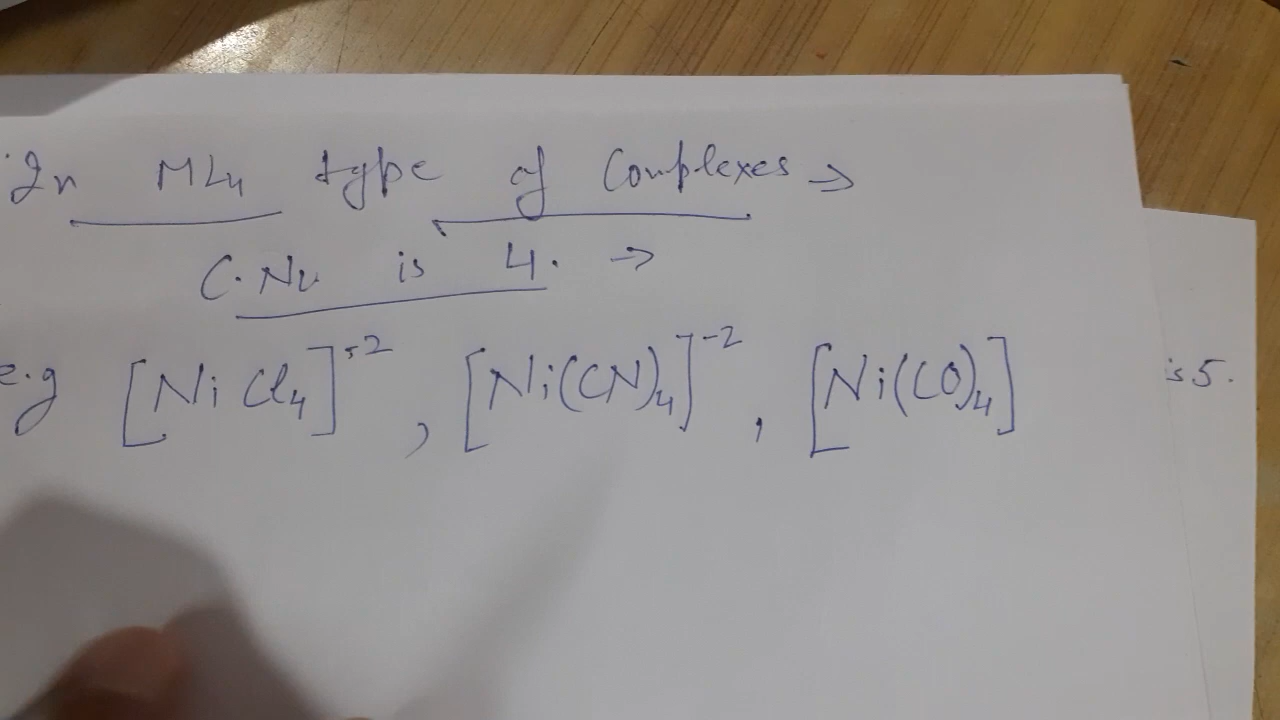 In ML4 type of Complexes →
C.No is 4. →
e.g [NiCl4]-2, [Ni(CN)4]-2, [Ni(CO)4]
is 5.